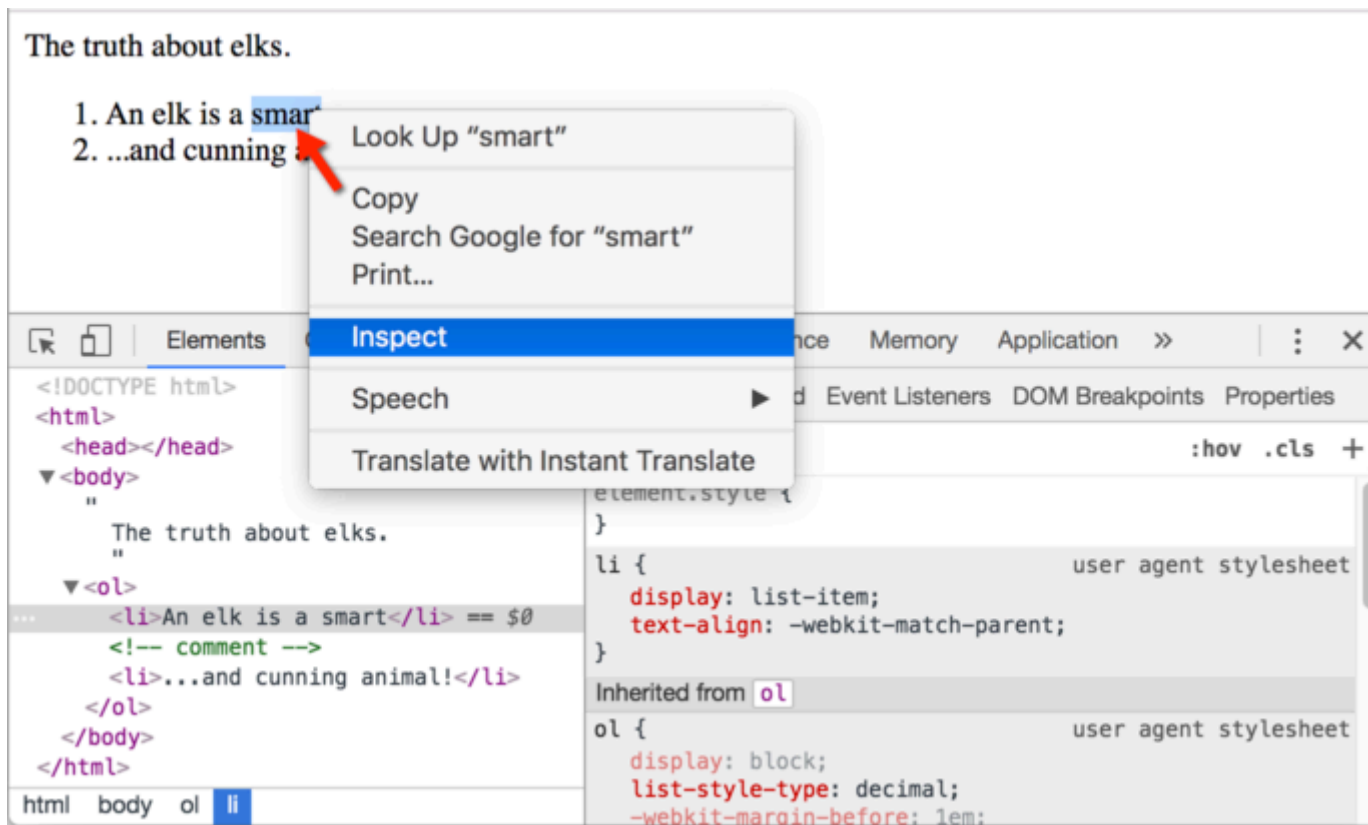 The truth about elks.
1. An elk is a smart
2. ...and cunning
Look Up “smart”
Copy
Search Google for “smart”
Print...
Inspect
Speech
Translate with Instant Translate
Elements Memory Application »
Event Listeners DOM Breakpoints Properties
:hov .cls +
<!DOCTYPE html>
<html>
<head></head>
▼<body>
"
The truth about elks.
"
▼<ol>
... <li>An elk is a smart</li> == $0
<!-- comment -->
<li>...and cunning animal!</li>
</ol>
</body>
</html>
html body ol li
element.style {
}
li { user agent stylesheet
display: list-item;
text-align: -webkit-match-parent;
}
Inherited from ol
ol { user agent stylesheet
display: block;
list-style-type: decimal;
-webkit-margin-before: 1em;